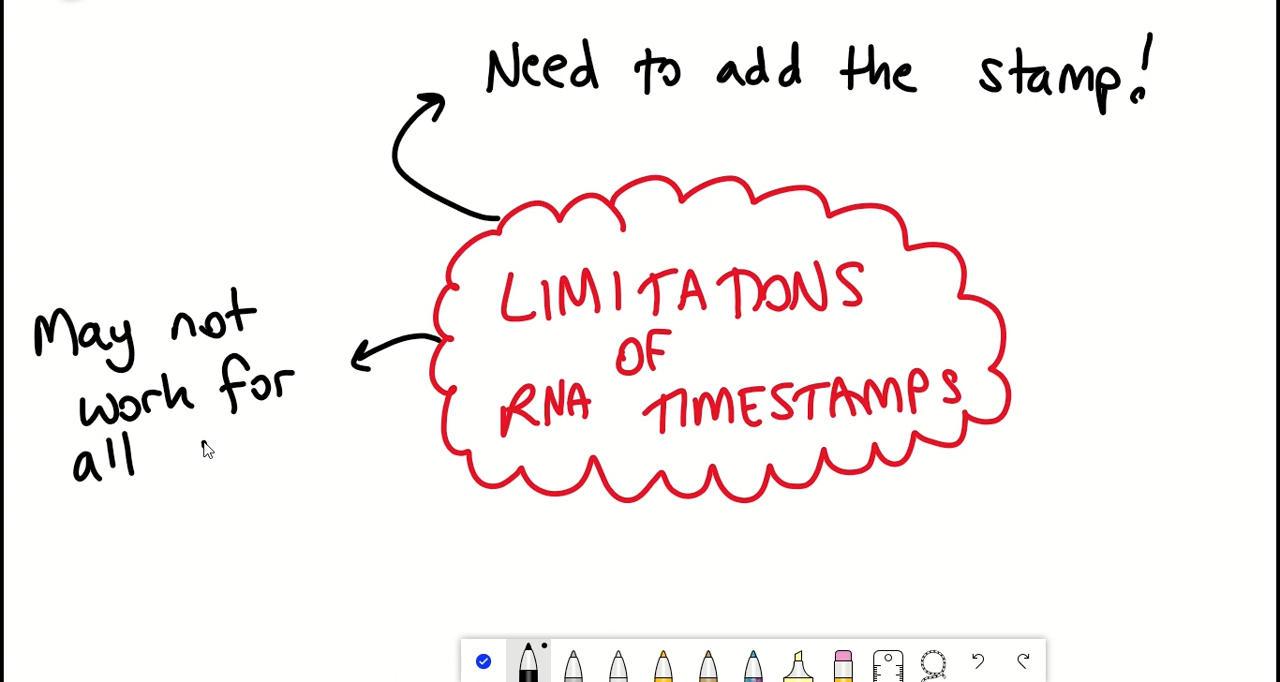 Need to add the stamp!
LIMITATIONS
OF
RNA TIMESTAMPS
May not
work for
all